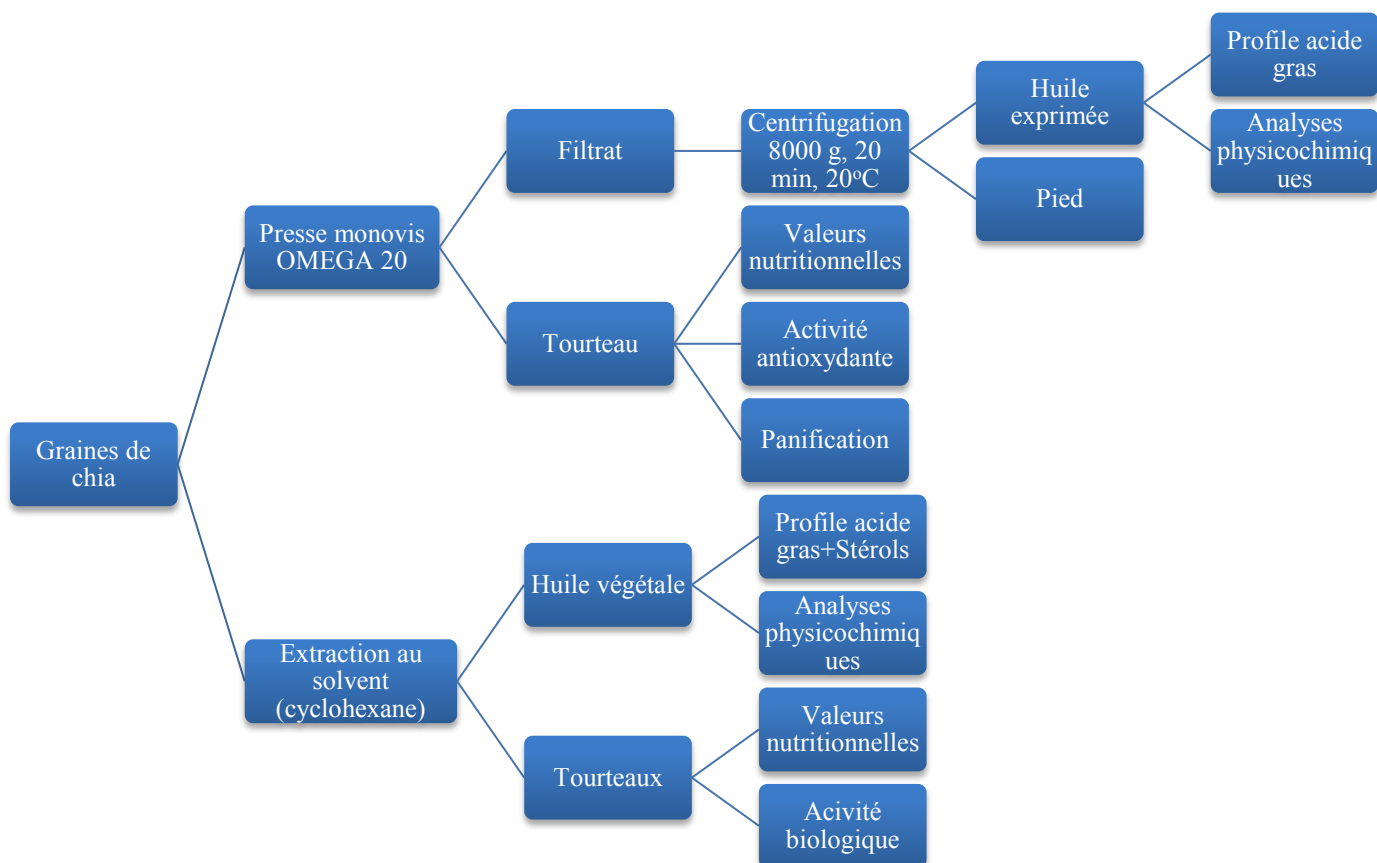 Graines de
chia
Presse monovis
OMEGA 20
Filtrat
Centrifugation
8000 g, 20
min, 20°C
Huile
exprimée
Profile acide
gras
Analyses
physicochimiq
ues
Pied
Tourteau
Valeurs
nutritionnelles
Activité
antioxydante
Panification
Extraction au
solvent
(cyclohexane)
Huile végétale
Profile acide
gras+Stérols
Analyses
physicochimiq
ues
Tourteaux
Valeurs
nutritionnelles
Acivité
biologique